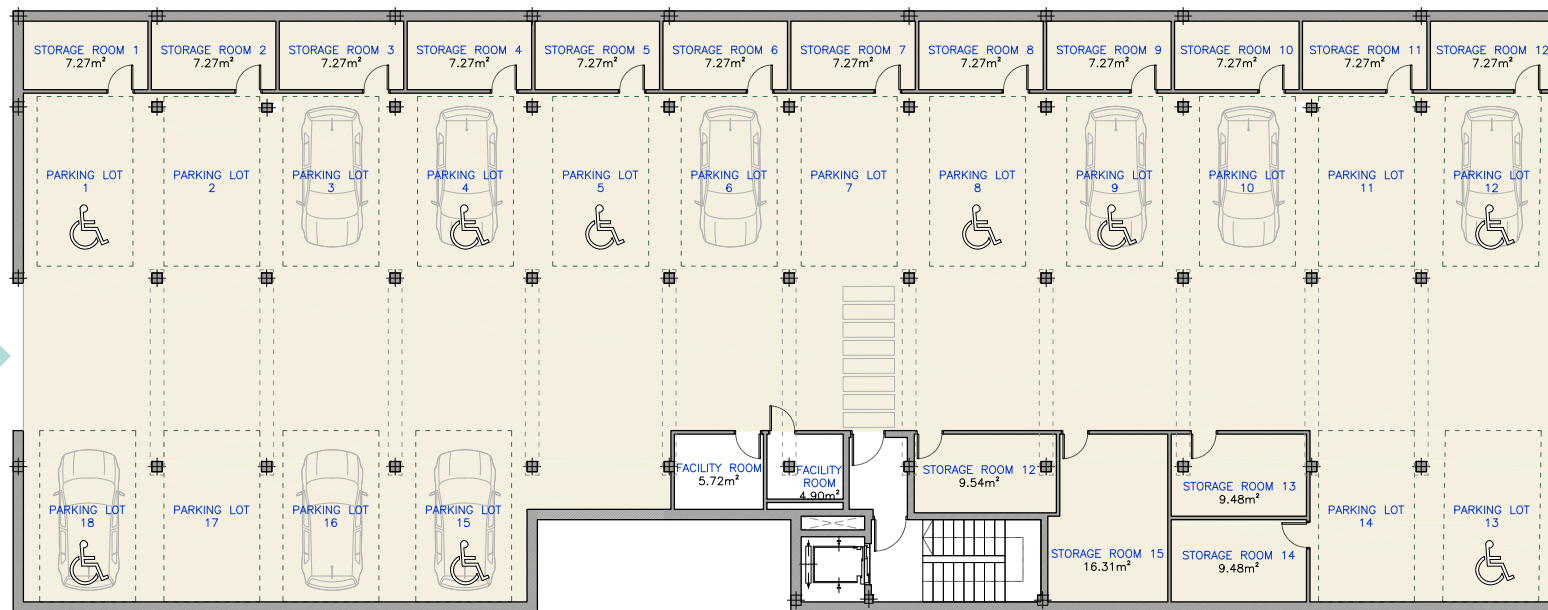 STORAGE ROOM 1
7.27m²
STORAGE ROOM 2
7.27m²
STORAGE ROOM 3
7.27m²
STORAGE ROOM 4
7.27m²
STORAGE ROOM 5
7.27m²
STORAGE ROOM 6
7.27m²
STORAGE ROOM 7
7.27m²
STORAGE ROOM 8
7.27m²
STORAGE ROOM 9
7.27m²
STORAGE ROOM 10
7.27m²
STORAGE ROOM 11
7.27m²
STORAGE ROOM 12
7.27m²
PARKING LOT
1
PARKING LOT
2
PARKING LOT
3
PARKING LOT
4
PARKING LOT
5
PARKING LOT
6
PARKING LOT
7
PARKING LOT
8
PARKING LOT
9
PARKING LOT
10
PARKING LOT
11
PARKING LOT
12
FACILITY ROOM
5.72m²
FACILITY
ROOM
4.90m²
STORAGE ROOM 12
9.54m²
STORAGE ROOM 13
9.48m²
PARKING LOT
18
PARKING LOT
17
PARKING LOT
16
PARKING LOT
15
STORAGE ROOM 15
16.31m²
STORAGE ROOM 14
9.48m²
PARKING LOT
14
PARKING LOT
13